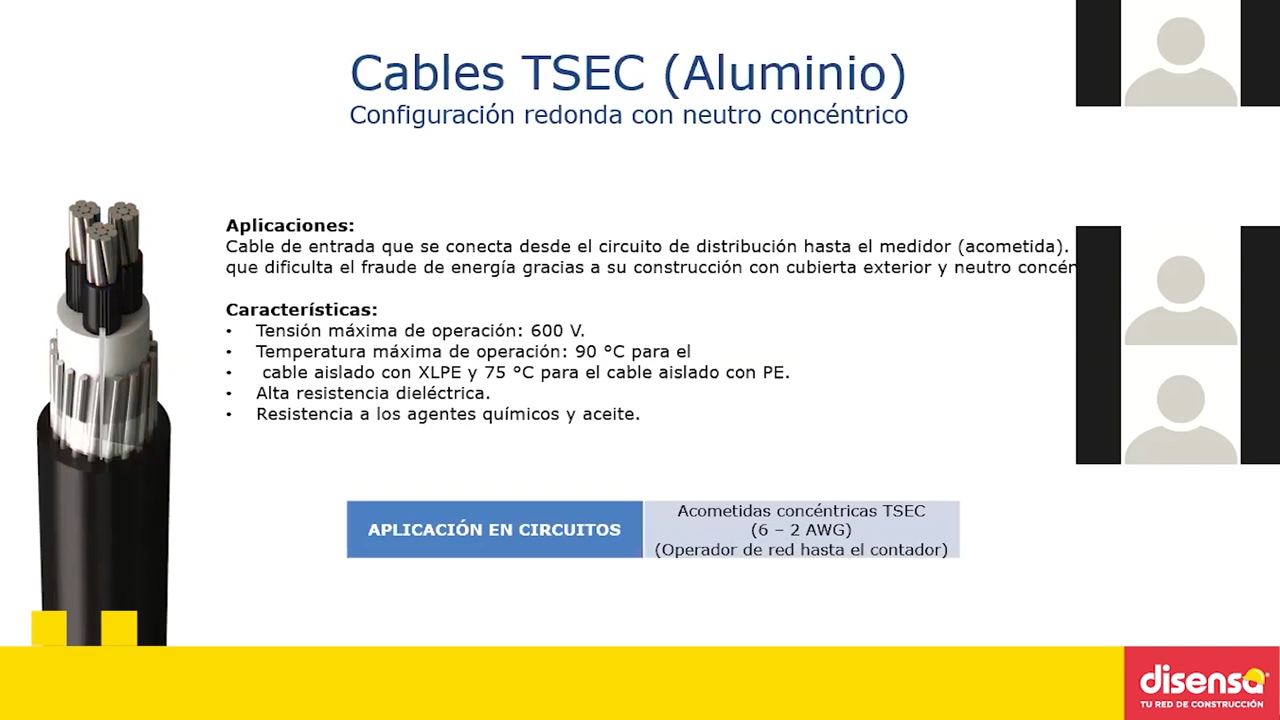 Cables TSEC (Aluminio)
Configuración redonda con neutro concéntrico
Aplicaciones:
Cable de entrada que se conecta desde el circuito de distribución hasta el medidor (acometida).
que dificulta el fraude de energía gracias a su construcción con cubierta exterior y neutro concén
Características:
• Tensión máxima de operación: 600 V.
• Temperatura máxima de operación: 90 °C para el
• cable aislado con XLPE y 75 °C para el cable aislado con PE.
• Alta resistencia dieléctrica.
• Resistencia a los agentes químicos y aceite.
APLICACIÓN EN CIRCUITOS
Acometidas concéntricas TSEC
(6 – 2 AWG)
(Operador de red hasta el contador)
disensa
TU RED DE CONSTRUCCIÓN